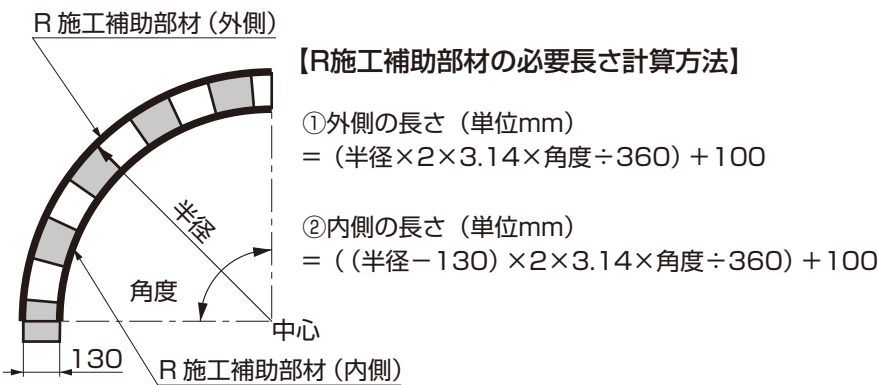 R 施工補助部材（外側）
【R施工補助部材の必要長さ計算方法】
①外側の長さ（単位mm）
＝（半径×2×3.14×角度÷360）＋100
半径
②内側の長さ（単位mm）
＝（（半径－130）×2×3.14×角度÷360）＋100
角度
中心
130
R 施工補助部材（内側）